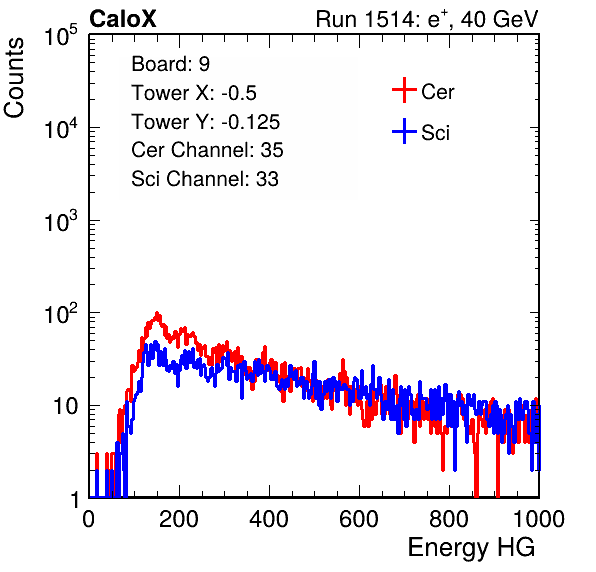 CaloX Run 1514: e⁺, 40 GeV
Counts
Board: 9
Tower X: -0.5
Tower Y: -0.125
Cer Channel: 35
Sci Channel: 33
Cer
Sci
10⁵
10⁴
10³
10²
10
1
0 200 400 600 800 1000
Energy HG